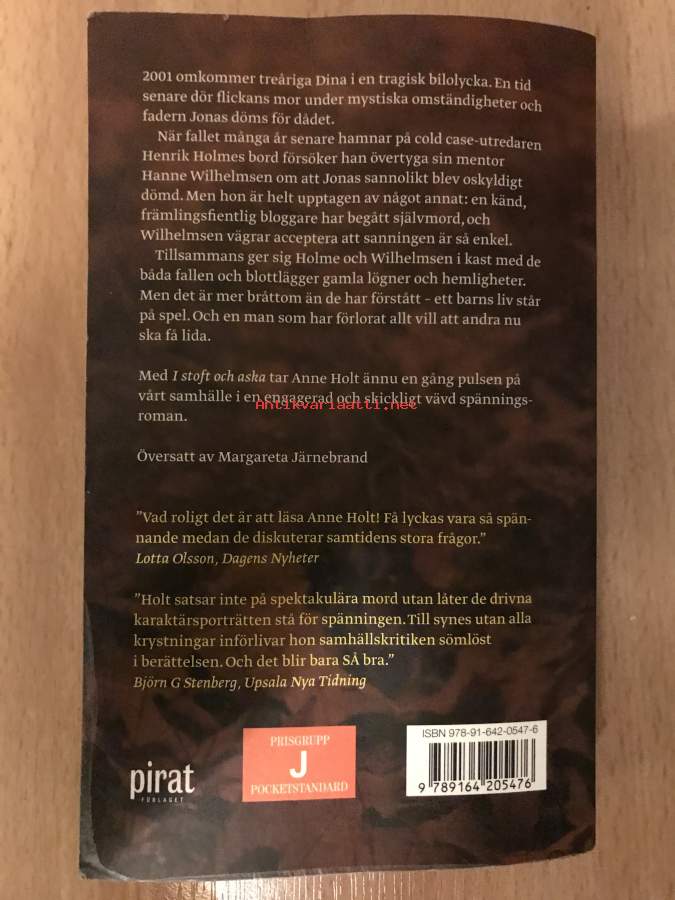 2001 omkommer treåriga Dina i en tragisk bilolycka. En tid
senare dör flickans mor under mystiska omständigheter och
fadern Jonas döms för dådet.
När fallet många år senare hamnar på cold case-utredaren
Henrik Holmes bord försöker han övertyga sin mentor
Hanne Wilhelmsen om att Jonas sannolikt blev oskyldigt
dömd. Men hon är helt upptagen av något annat: en känd,
främlingsfientlig bloggare har begått självmord, och
Wilhelmsen vägrar acceptera att sanningen är så enkel.
Tillsammans ger sig Holme och Wilhelmsen i kast med de
båda fallen och blottlägger gamla lögner och hemligheter.
Men det är mer bråttom än de har förstått – ett barns liv står
på spel. Och en man som har förlorat allt vill att andra nu
ska få lida.
Med I stoft och aska tar Anne Holt ännu en gång pulsen på
vårt samhälle i en engagerad och skickligt vävd spännings-
roman.
Antikvariaatti.net
Översatt av Margareta Järnebrand
”Vad roligt det är att läsa Anne Holt! Få lyckas vara så spän-
nande medan de diskuterar samtidens stora frågor.”
Lotta Olsson, Dagens Nyheter
”Holt satsar inte på spektakulära mord utan låter de drivna
karaktärsporträtten stå för spänningen. Till synes utan alla
krystningar införlivar hon samhällskritiken sömlöst
i berättelsen. Och det blir bara SÅ bra.”
Björn G Stenberg, Upsala Nya Tidning
pirat
FÖRLAGET
PRISGRUPP
J
POCKETSTANDARD
ISBN 978-91-642-0547-6
9 789164 205476